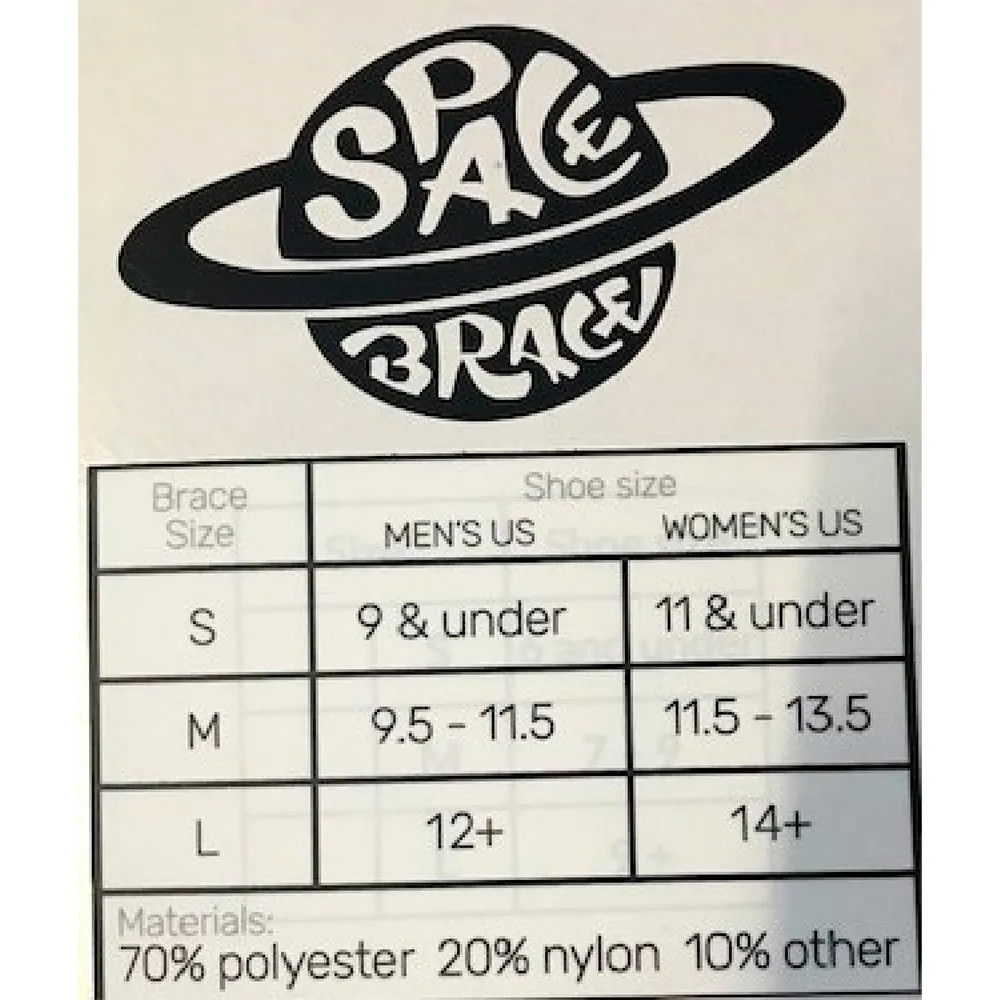 SPACE
BRACE
Brace Size
Shoe size
MEN'S US WOMEN'S US
S 9 & under 11 & under
M 9.5 - 11.5 11.5 - 13.5
L 12+ 14+
Materials:
70% polyester 20% nylon 10% other